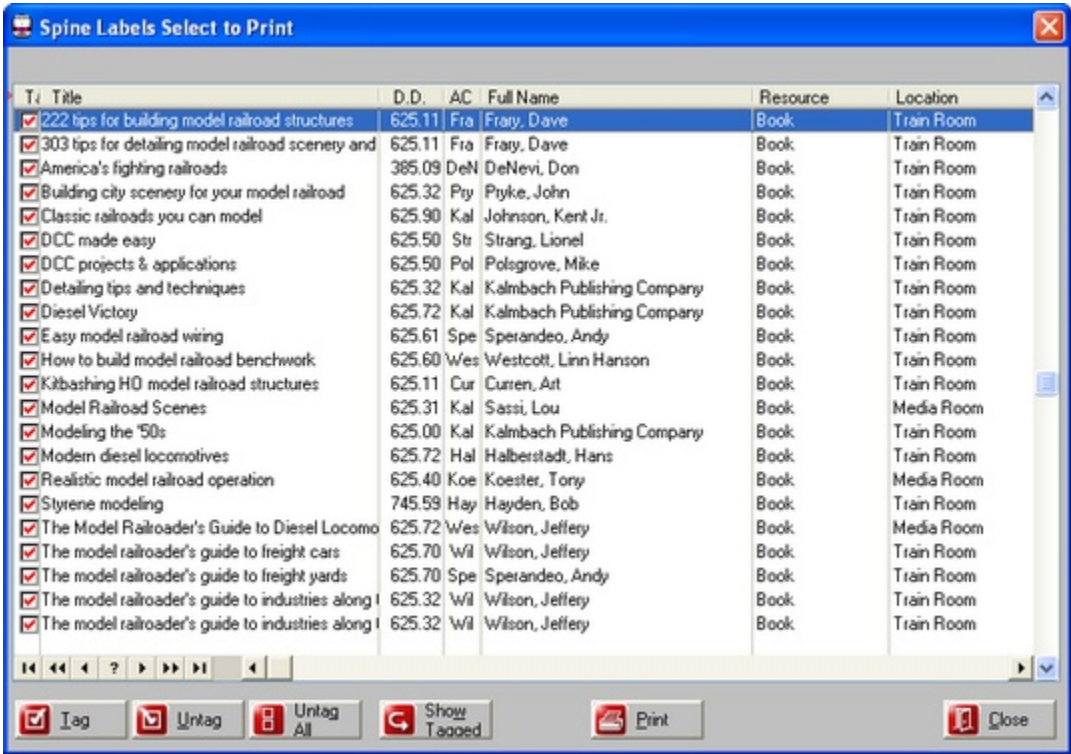 Spine Labels Select to Print
Ta Title D.D. AC Full Name Resource Location
222 tips for building model railroad structures 625.11 Fra Frary, Dave Book Train Room
303 tips for detailing model railroad scenery and 625.11 Fra Frary, Dave Book Train Room
America's fighting railroads 385.09 DeN DeNevi, Don Book Train Room
Building city scenery for your model railroad 625.32 Pry Pryke, John Book Train Room
Classic railroads you can model 625.90 Kal Johnson, Kent Jr. Book Train Room
DCC made easy 625.50 Str Strang, Lionel Book Train Room
DCC projects & applications 625.50 Pol Polsgrove, Mike Book Train Room
Detailing tips and techniques 625.32 Kal Kalmbach Publishing Company Book Train Room
Diesel Victory 625.72 Kal Kalmbach Publishing Company Book Train Room
Easy model railroad wiring 625.61 Spe Sperandeo, Andy Book Train Room
How to build model railroad benchwork 625.60 Wes Westcott, Linn Hanson Book Train Room
Kitbashing HO model railroad structures 625.11 Cur Curren, Art Book Train Room
Model Railroad Scenes 625.31 Kal Sassi, Lou Book Media Room
Modeling the '50s 625.00 Kal Kalmbach Publishing Company Book Train Room
Modern diesel locomotives 625.72 Hal Halberstadt, Hans Book Train Room
Realistic model railroad operation 625.40 Koe Koester, Tony Book Media Room
Styrene modeling 745.59 Hay Hayden, Bob Book Train Room
The Model Railroader's Guide to Diesel Locomo 625.72 Wes Wilson, Jeffery Book Media Room
The model railroader's guide to freight cars 625.70 Wil Wilson, Jeffery Book Train Room
The model railroader's guide to freight yards 625.70 Spe Sperandeo, Andy Book Train Room
The model railroader's guide to industries along 625.32 Wil Wilson, Jeffery Book Train Room
The model railroader's guide to industries along 625.32 Wil Wilson, Jeffery Book Train Room
?
Tag Untag Untag All Show Tagged Print Close